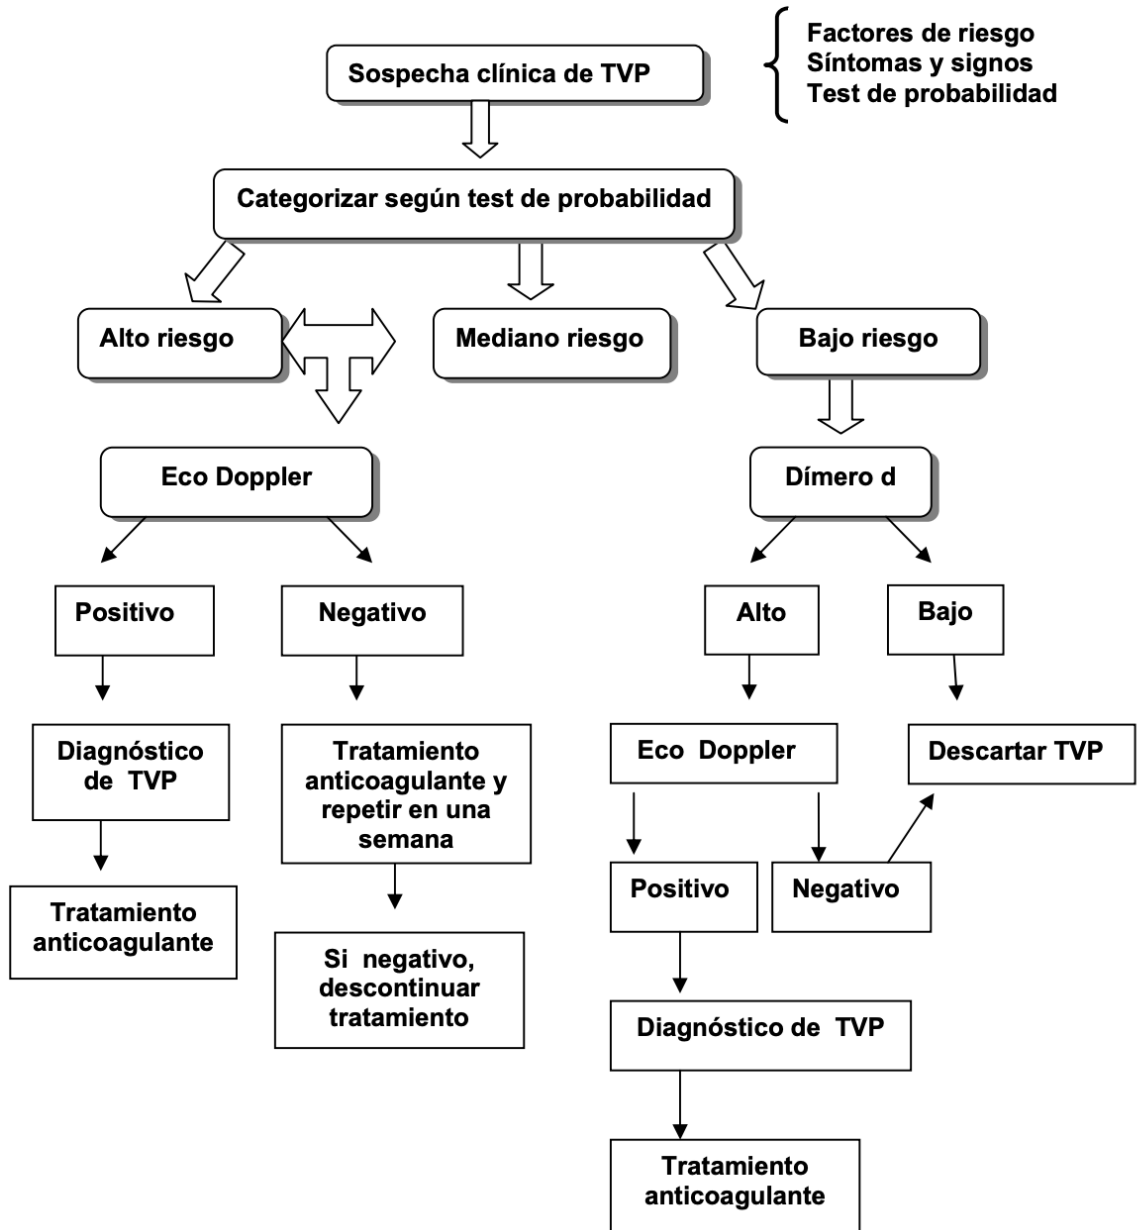 Factores de riesgo
Síntomas y signos
Test de probabilidad
Sospecha clínica de TVP
Categorizar según test de probabilidad
Alto riesgo
Mediano riesgo
Bajo riesgo
Eco Doppler
Dímero d
Positivo
Negativo
Alto
Bajo
Diagnóstico
de TVP
Tratamiento
anticoagulante y
repetir en una
semana
Eco Doppler
Descartar TVP
Tratamiento
anticoagulante
Si negativo,
descontinuar
tratamiento
Positivo
Negativo
Diagnóstico de TVP
Tratamiento
anticoagulante